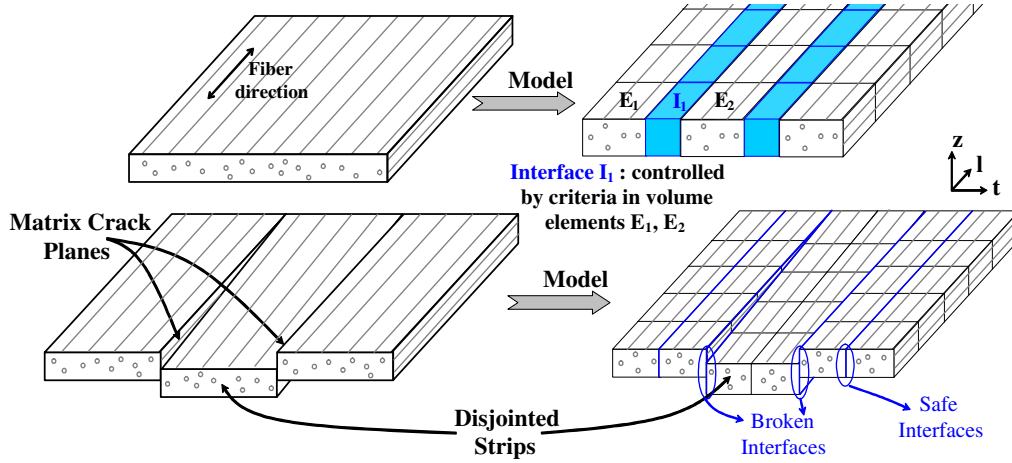 Fiber
direction
Model
E1
I1
E2
Interface I1 : controlled
by criteria in volume
elements E1, E2
z
l
t
Matrix Crack
Planes
Model
Disjointed
Strips
Broken
Interfaces
Safe
Interfaces